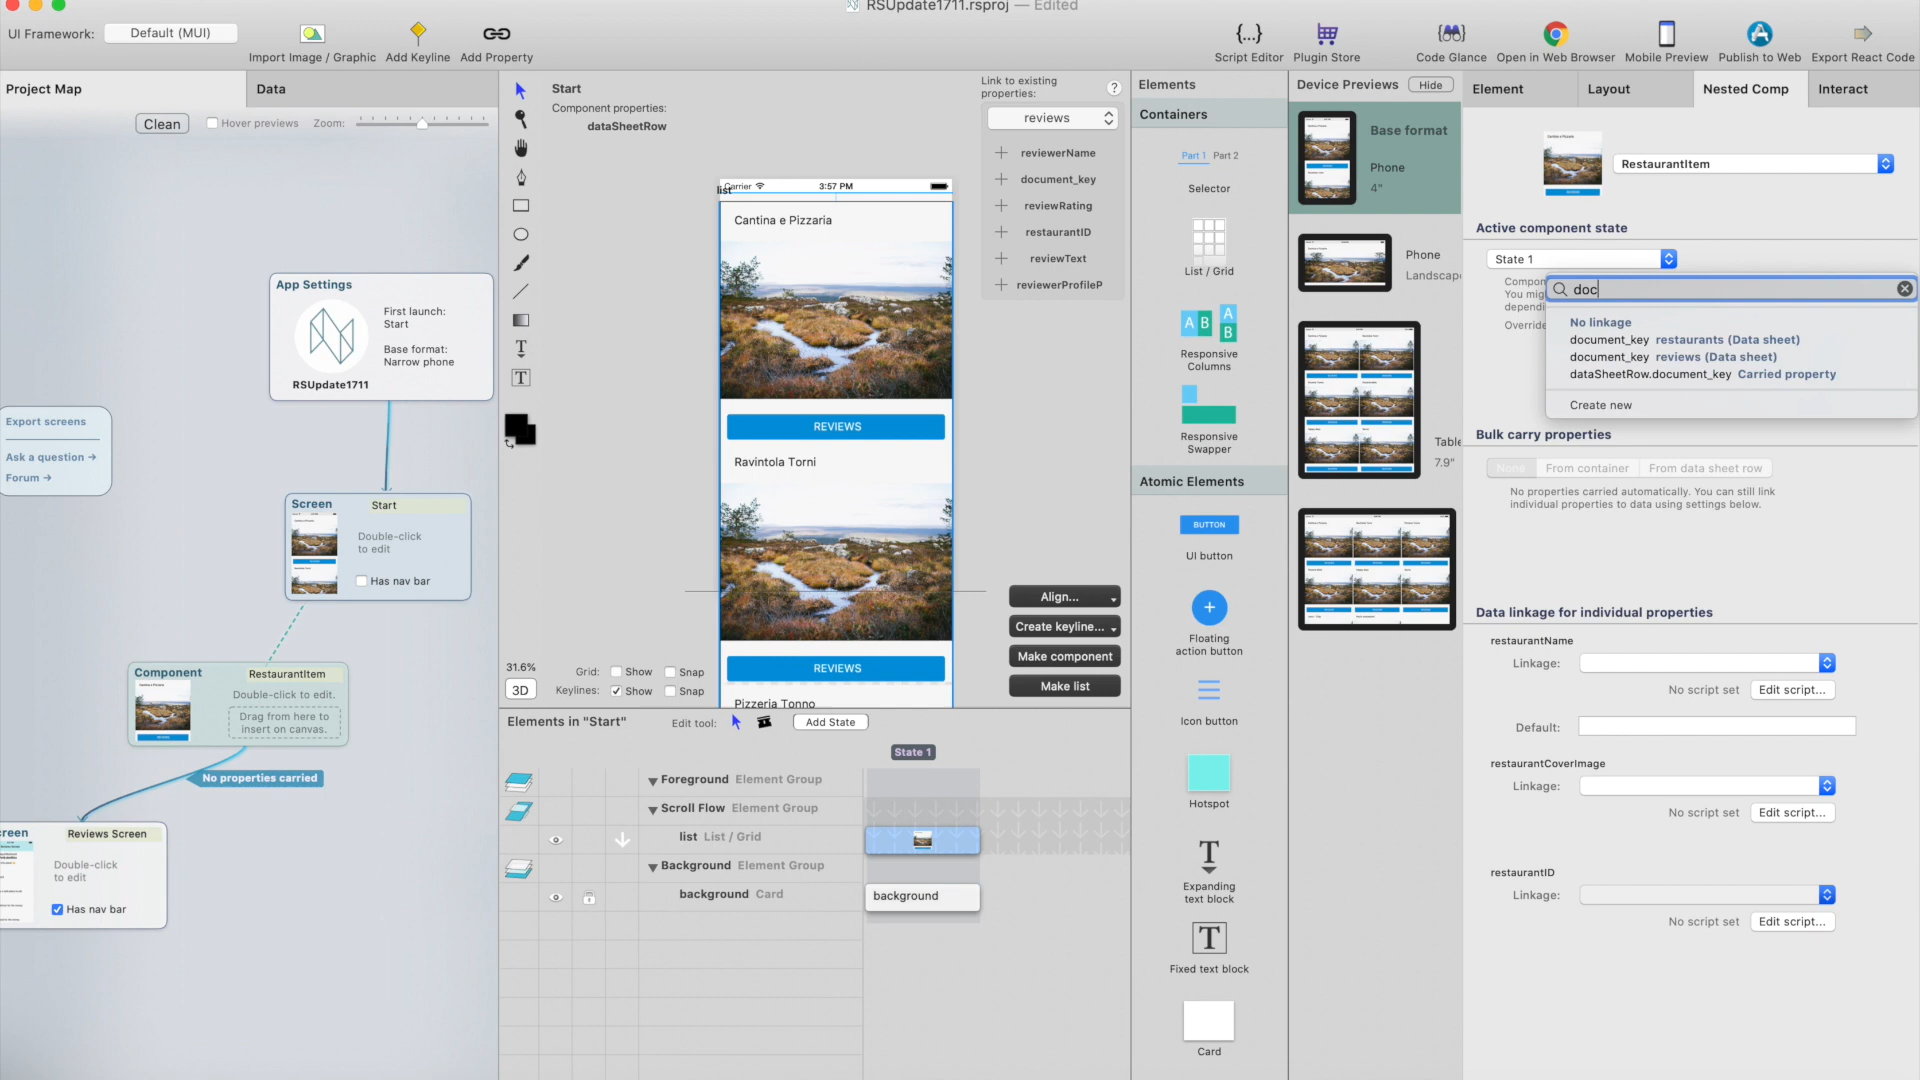 RSUpdate1711.rsproj — Edited
UI Framework:
Default (MUI)
Import Image / Graphic
Add Keyline
Add Property
Script Editor
Plugin Store
Code Glance
Open in Web Browser
Mobile Preview
Publish to Web
Export React Code
Project Map
Data
Clean
Hover previews
Zoom:
App Settings
First launch:
Start
Base format:
Narrow phone
RSUpdate1711
Export screens
Ask a question →
Forum →
Screen
Start
Double-click
to edit
Has nav bar
Component
RestaurantItem
Double-click to edit.
Drag from here to
insert on canvas.
No properties carried
creen
Reviews Screen
Double-click
to edit
Has nav bar
Start
Component properties:
dataSheetRow
Link to existing
properties:
?
reviews
reviewerName
document_key
reviewRating
restaurantID
reviewText
reviewerProfileP
list
Carrier
3:57 PM
Cantina e Pizzaria
REVIEWS
Ravintola Torni
REVIEWS
Pizzeria Tonno
Align...
Create keyline...
Make component
Make list
31.6%
3D
Grid:
Show
Snap
Keylines:
Show
Snap
Elements in "Start"
Edit tool:
Add State
State 1
Foreground Element Group
Scroll Flow Element Group
list List / Grid
Background Element Group
background Card
background
Elements
Containers
Part 1 Part 2
Selector
List / Grid
A B
A
B
Responsive
Columns
Responsive
Swapper
Atomic Elements
BUTTON
UI button
Floating
action button
Icon button
Hotspot
T
Expanding
text block
T
Fixed text block
Card
Device Previews
Hide
Base format
Phone
4"
Phone
Landscap
Table
7.9"
Element
Layout
Nested Comp
Interact
RestaurantItem
Active component state
State 1
Compon
You mig
dependi
Override
doc
No linkage
document_key restaurants (Data sheet)
document_key reviews (Data sheet)
dataSheetRow.document_key Carried property
Create new
Bulk carry properties
None
From container
From data sheet row
No properties carried automatically. You can still link
individual properties to data using settings below.
Data linkage for individual properties
restaurantName
Linkage:
No script set
Edit script...
Default:
restaurantCoverImage
Linkage:
No script set
Edit script...
restaurantID
Linkage:
No script set
Edit script...